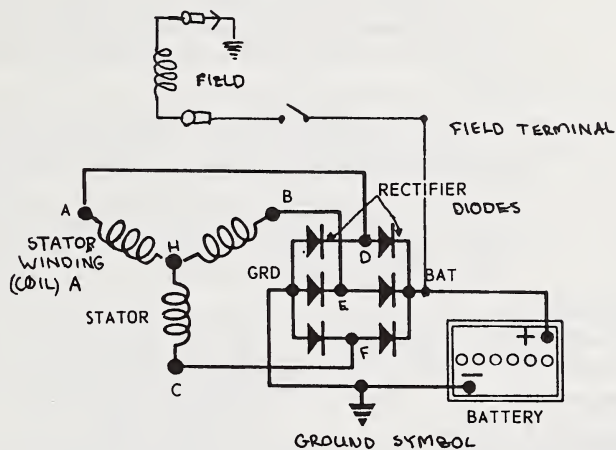 FIELD
FIELD TERMINAL
A
B
RECTIFIER
DIODES
STATOR
WINDING
(COIL) A
H
D
GRD
BAT
E
STATOR
F
C
+
−
BATTERY
GROUND SYMBOL